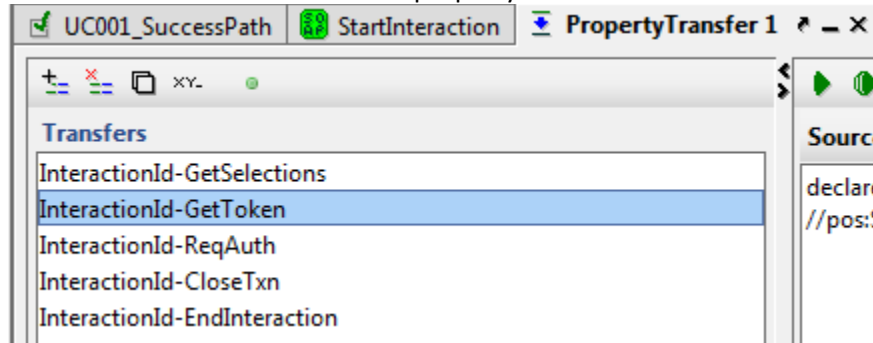 UC001_SuccessPath StartInteraction PropertyTransfer 1
XY-
Transfers
Sourc
InteractionId-GetSelections
declar
InteractionId-GetToken
//pos:
InteractionId-ReqAuth
InteractionId-CloseTxn
InteractionId-EndInteraction